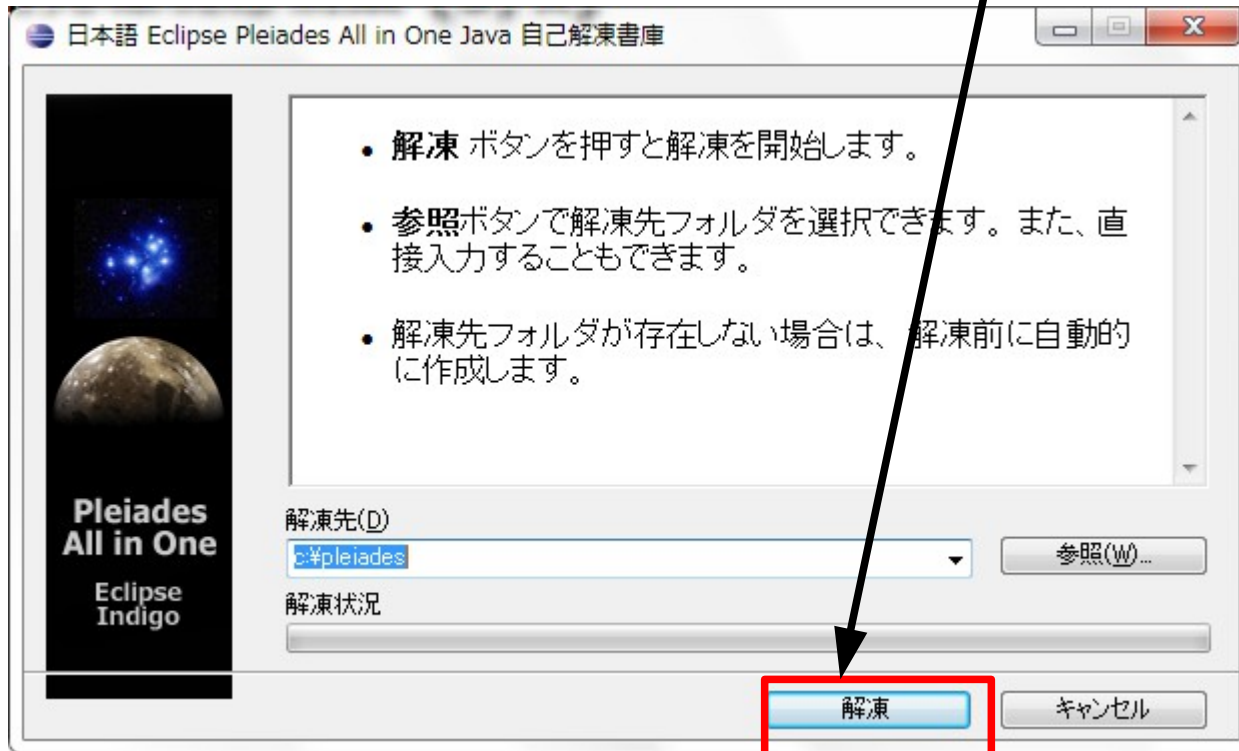 日本語 Eclipse Pleiades All in One Java 自己解凍書庫
• 解凍 ボタンを押すと解凍を開始します。
• 参照ボタンで解凍先フォルダを選択できます。また、直
接入力することもできます。
• 解凍先フォルダが存在しない場合は、 解凍前に自動的
に作成します。
Pleiades
All in One
Eclipse
Indigo
解凍先(D)
c:¥pleiades
参照(W)...
解凍状況
解凍
キャンセル